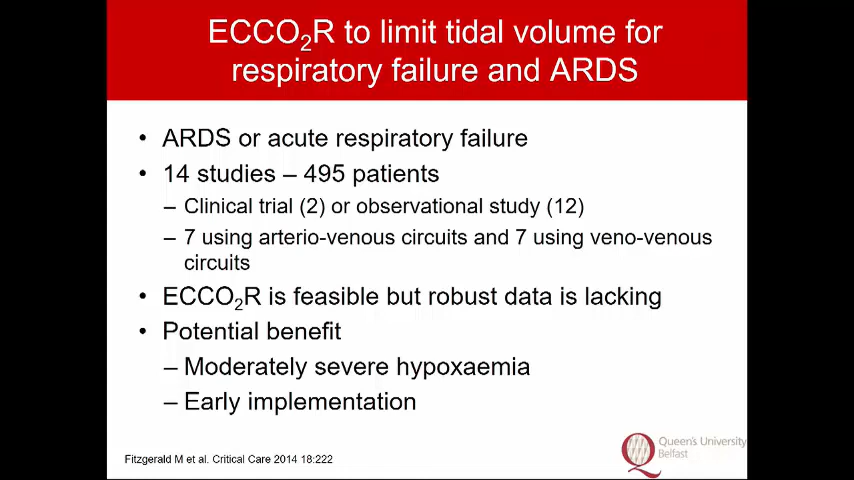 ECCO₂R to limit tidal volume for
respiratory failure and ARDS
• ARDS or acute respiratory failure
• 14 studies – 495 patients
– Clinical trial (2) or observational study (12)
– 7 using arterio-venous circuits and 7 using veno-venous
circuits
• ECCO₂R is feasible but robust data is lacking
• Potential benefit
– Moderately severe hypoxaemia
– Early implementation
Fitzgerald M et al. Critical Care 2014 18:222
Queen's University
Belfast